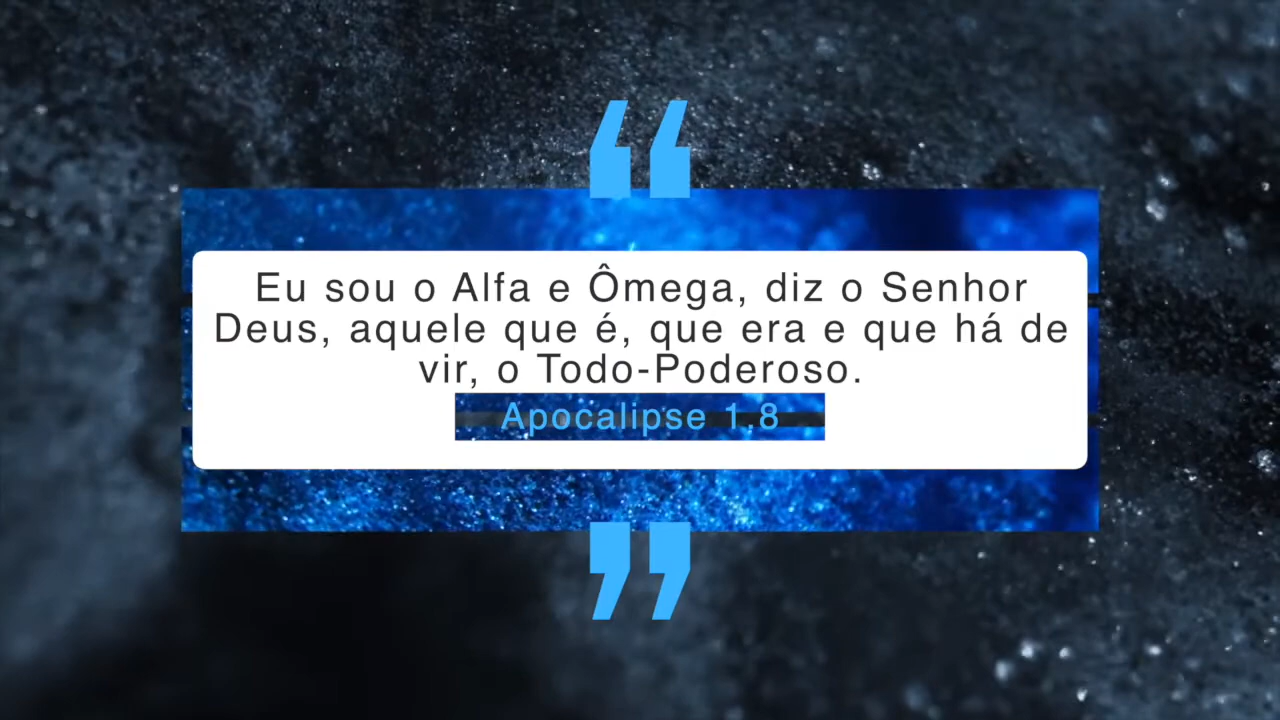 “
Eu sou o Alfa e Ômega, diz o Senhor
Deus, aquele que é, que era e que há de
vir, o Todo-Poderoso.
Apocalipse 1.8
”